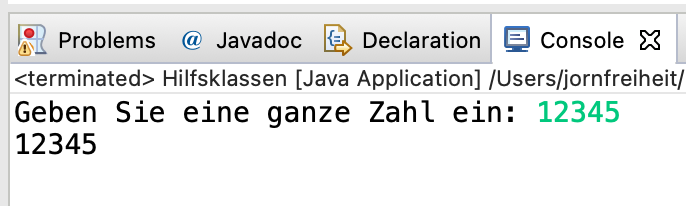 Problems @ Javadoc Declaration Console
<terminated> Hilfsklassen [Java Application] /Users/jornfreiheit/
Geben Sie eine ganze Zahl ein: 12345
12345